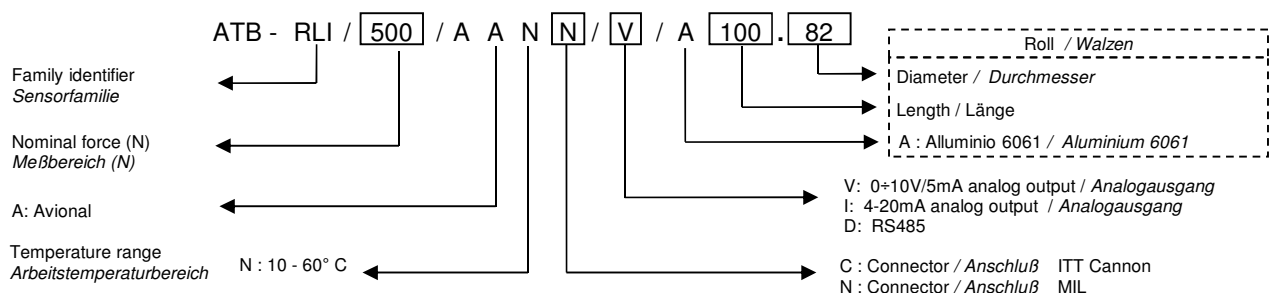 ATB - RLI / 500 / A A N N / V / A 100 . 82
Roll / Walzen
Family identifier
Sensorfamilie
Diameter / Durchmesser
Length / Länge
Nominal force (N)
Meßbereich (N)
A : Alluminio 6061 / Aluminium 6061
V: 0÷10V/5mA analog output / Analogausgang
I: 4-20mA analog output / Analogausgang
D: RS485
A: Avional
Temperature range
Arbeitstemperaturbereich
N : 10 - 60° C
C : Connector / Anschluß ITT Cannon
N : Connector / Anschluß MIL